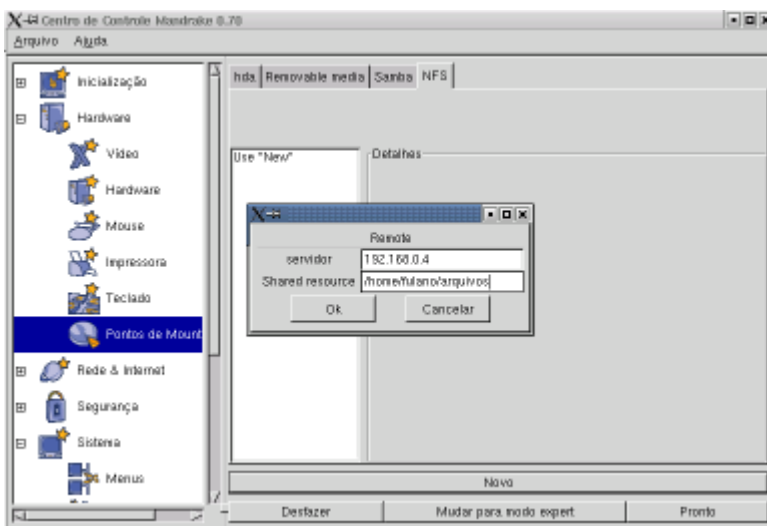 Centro de Controle Mandrake 0.70
Arquivo Ajuda
Inicialização
Hardware
Vídeo
Hardware
Mouse
Impressora
Teclado
Pontos de Mount
Rede & Internet
Segurança
Sistema
Menus
hda Removable media Samba NFS
Use "New"
Detalhes
Remote
servidor 192.168.0.4
Shared resource /home/fulano/arquivos
Ok Cancelar
Novo
Desfazer Mudar para modo expert Pronto